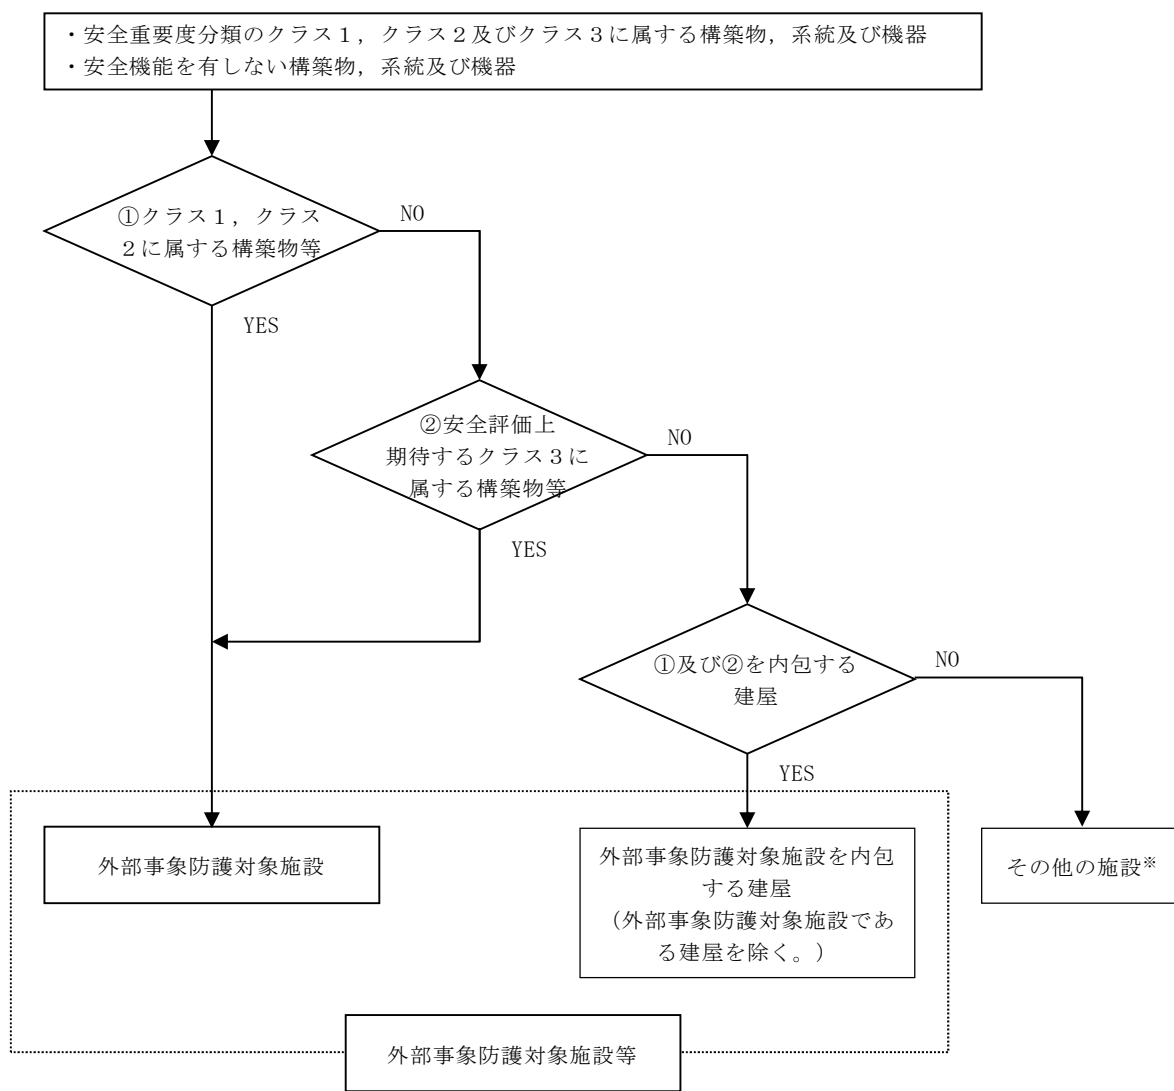 ・安全重要度分類のクラス１，クラス２及びクラス３に属する構築物，系統及び機器
・安全機能を有しない構築物，系統及び機器
①クラス１，クラス
２に属する構築物等
NO
YES
②安全評価上
期待するクラス３に
属する構築物等
NO
YES
①及び②を内包する
建屋
NO
YES
外部事象防護対象施設
外部事象防護対象施設を内包
する建屋
（外部事象防護対象施設であ
る建屋を除く。）
その他の施設※
外部事象防護対象施設等